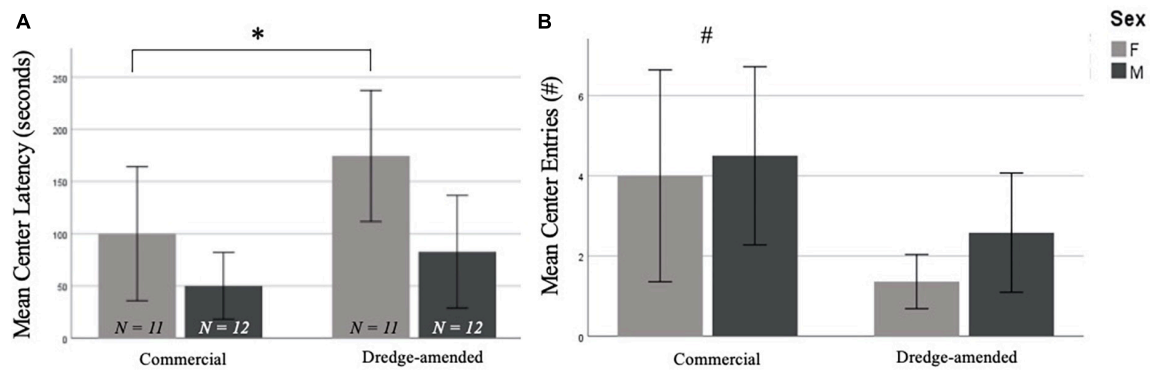 A
*
Mean Center Latency (seconds)
250
200
150
100
50
0
N = 11
N = 12
N = 11
N = 12
Commercial
Dredge-amended
B
#
Mean Center Entries (#)
6
4
2
0
Commercial
Dredge-amended
Sex
F
M